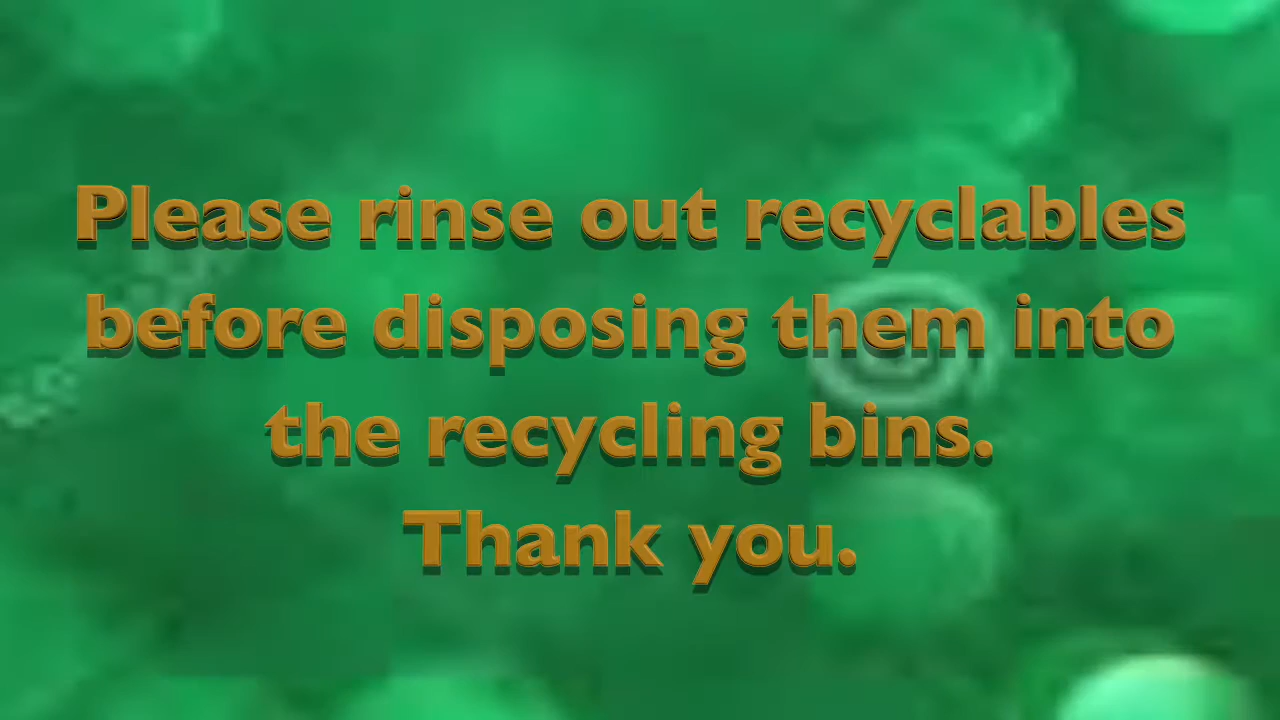 Please rinse out recyclables
before disposing them into
the recycling bins.
Thank you.